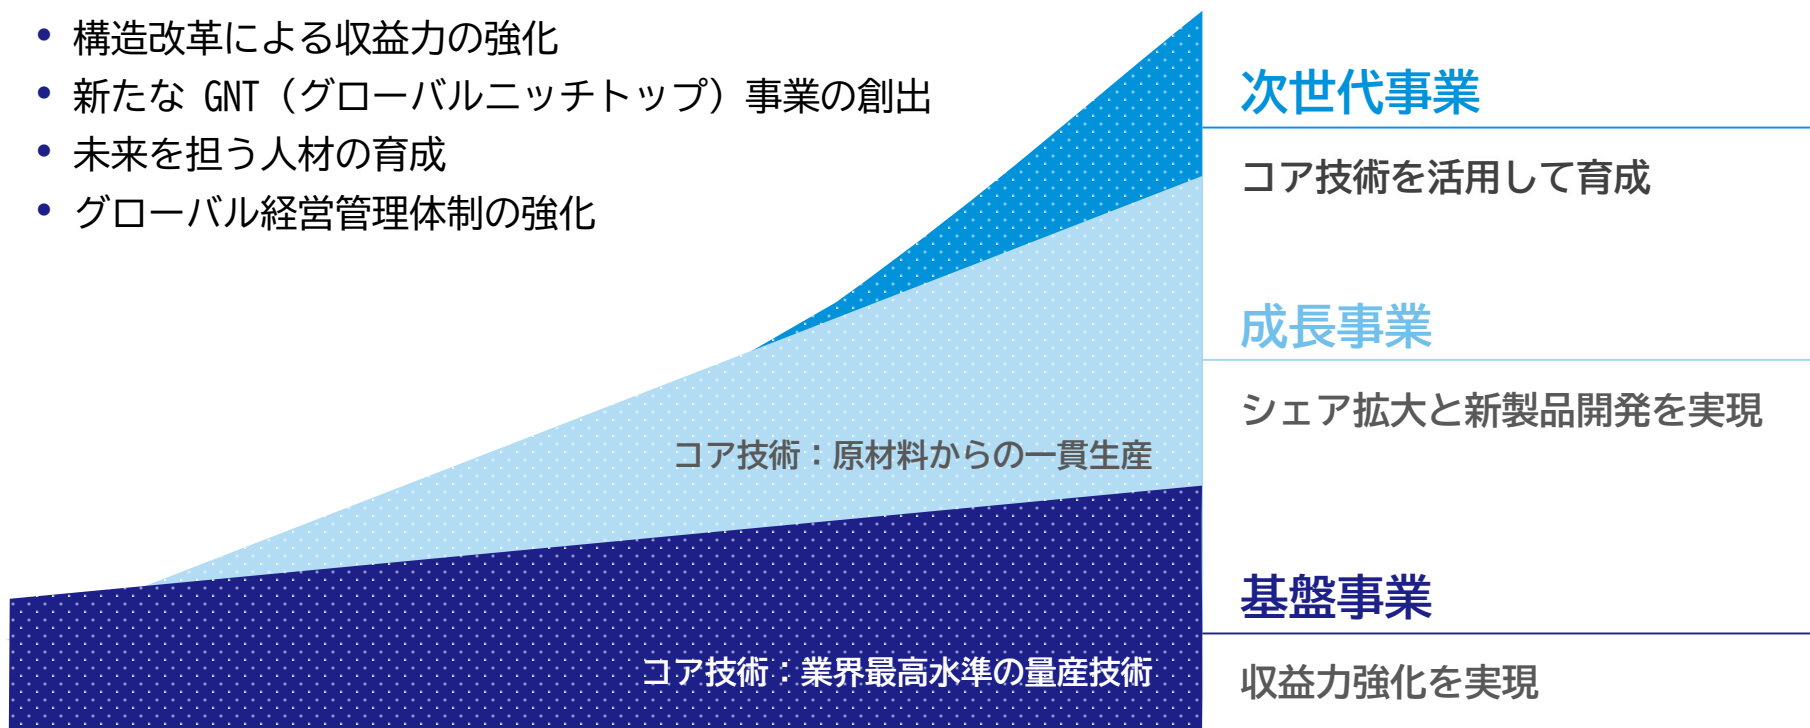 • 構造改革による収益力の強化
• 新たな GNT（グローバルニッチトップ）事業の創出
• 未来を担う人材の育成
• グローバル経営管理体制の強化
次世代事業
コア技術を活用して育成
成長事業
シェア拡大と新製品開発を実現
コア技術：原材料からの一貫生産
基盤事業
コア技術：業界最高水準の量産技術
収益力強化を実現